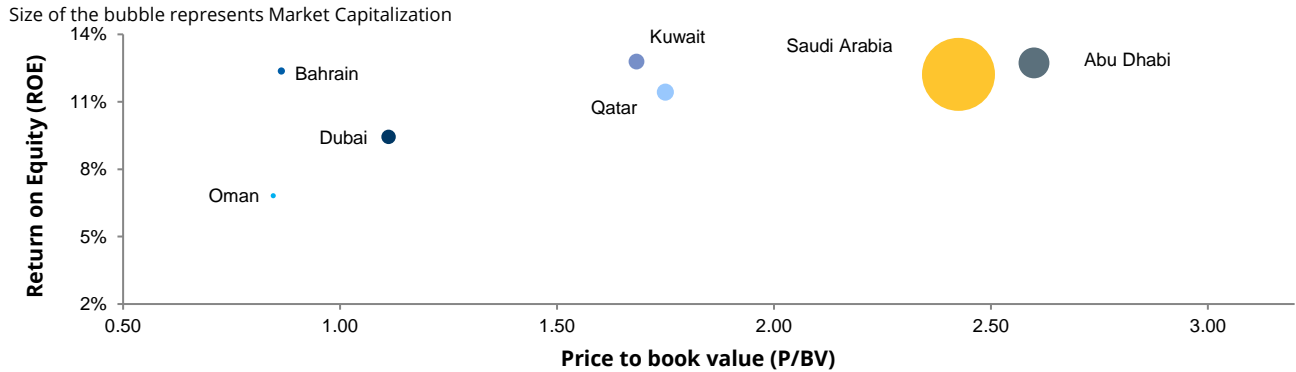 Size of the bubble represents Market Capitalization
Return on Equity (ROE)
14%
11%
8%
5%
2%
Kuwait
Saudi Arabia
Abu Dhabi
Bahrain
Qatar
Dubai
Oman
0.50
1.00
1.50
2.00
2.50
3.00
Price to book value (P/BV)